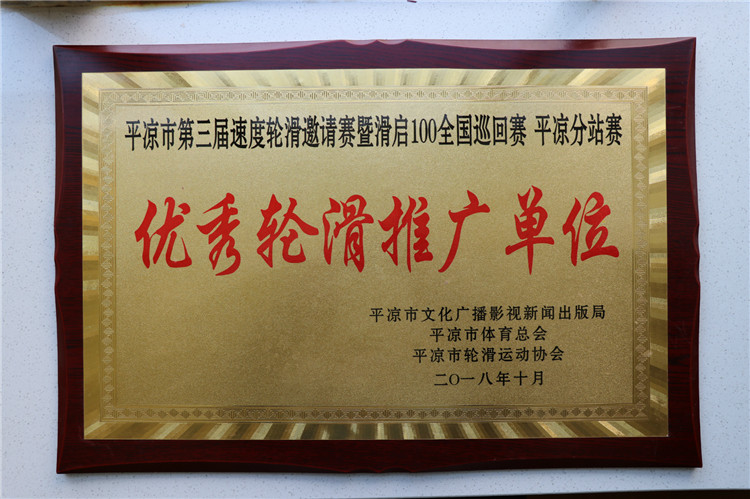 平凉市第三届速度轮滑邀请赛暨滑启100全国巡回赛 平凉分站赛
优秀轮滑推广单位
平凉市文化广播影视新闻出版局
平凉市体育总会
平凉市轮滑运动协会
二〇一八年十月